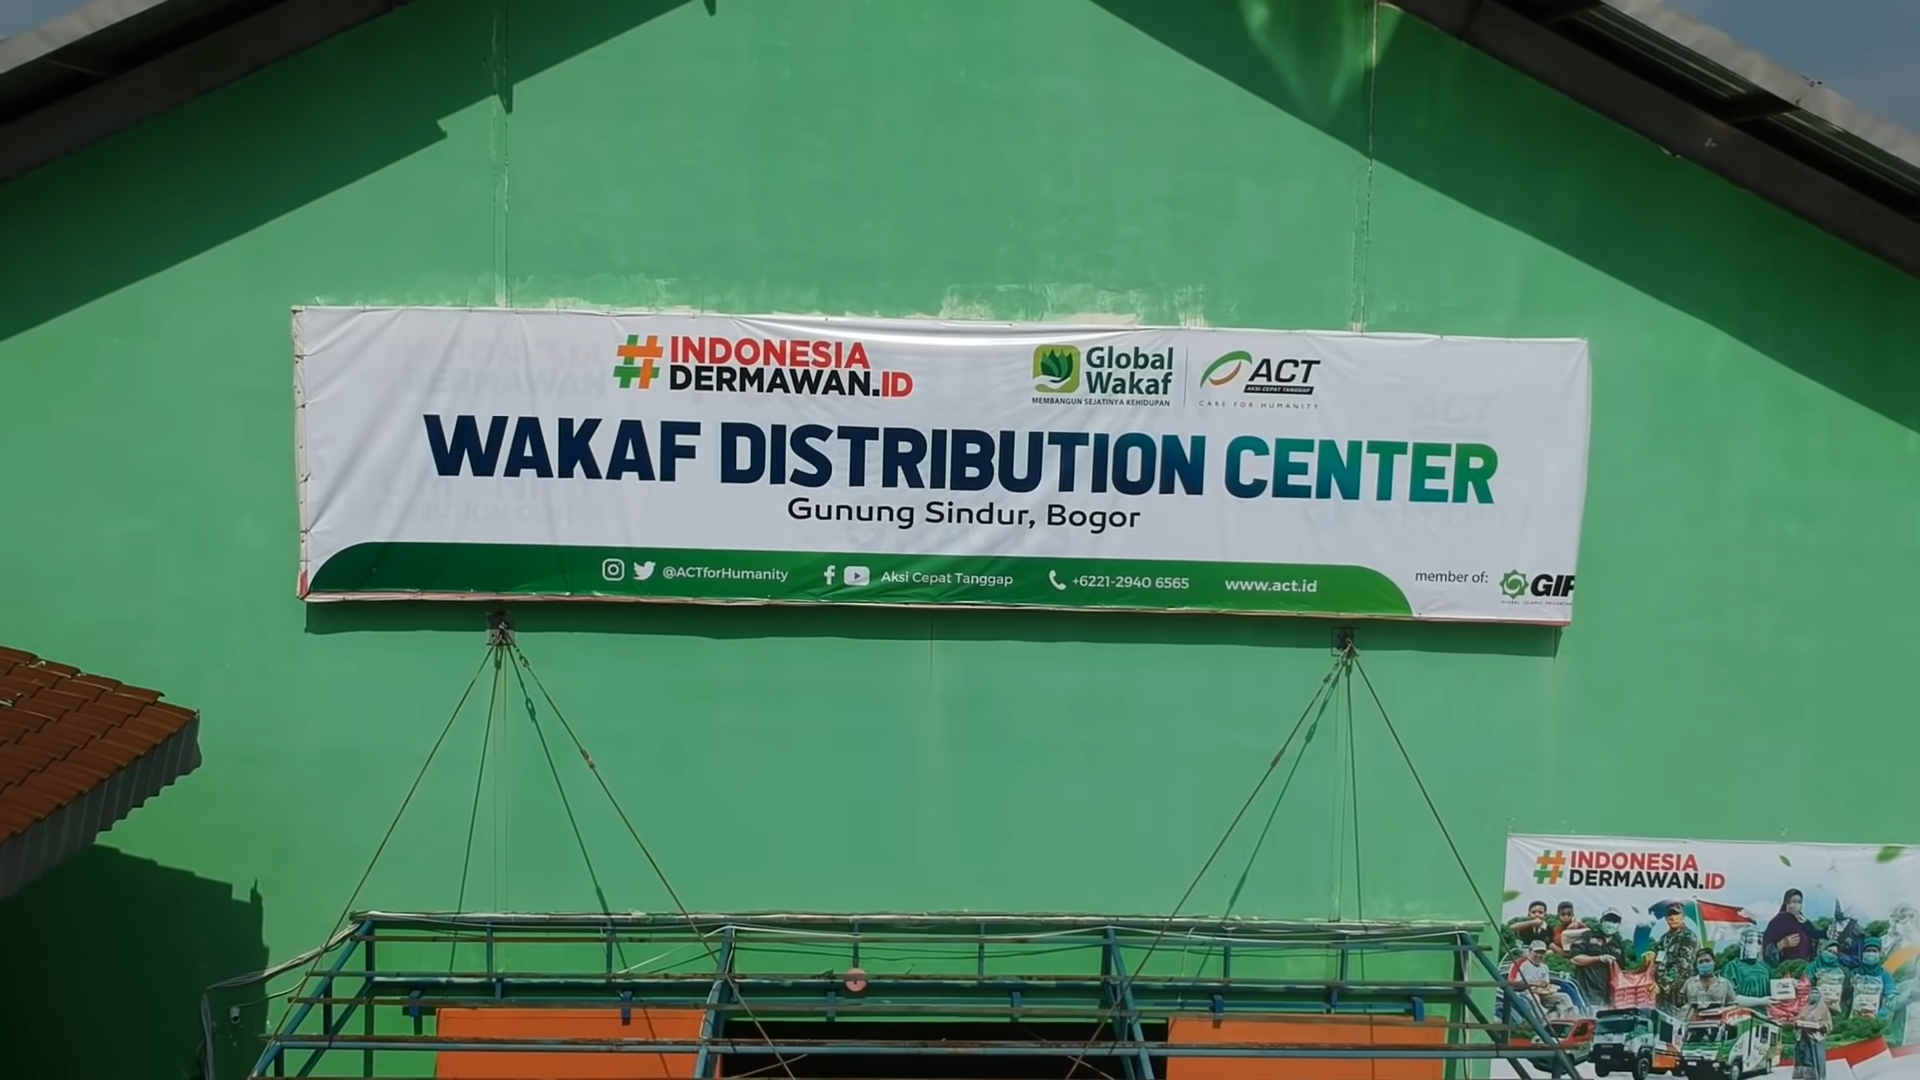 #INDONESIA
DERMAWAN.ID
Global
Wakaf
MEMBANGUN SEJATINYA KEHIDUPAN
ACT
AKSI CEPAT TANGGAP
CARE FOR HUMANITY
WAKAF DISTRIBUTION CENTER
Gunung Sindur, Bogor
@ACTforHumanity Aksi Cepat Tanggap +6221-2940 6565 www.act.id
member of:
#INDONESIA
DERMAWAN.ID